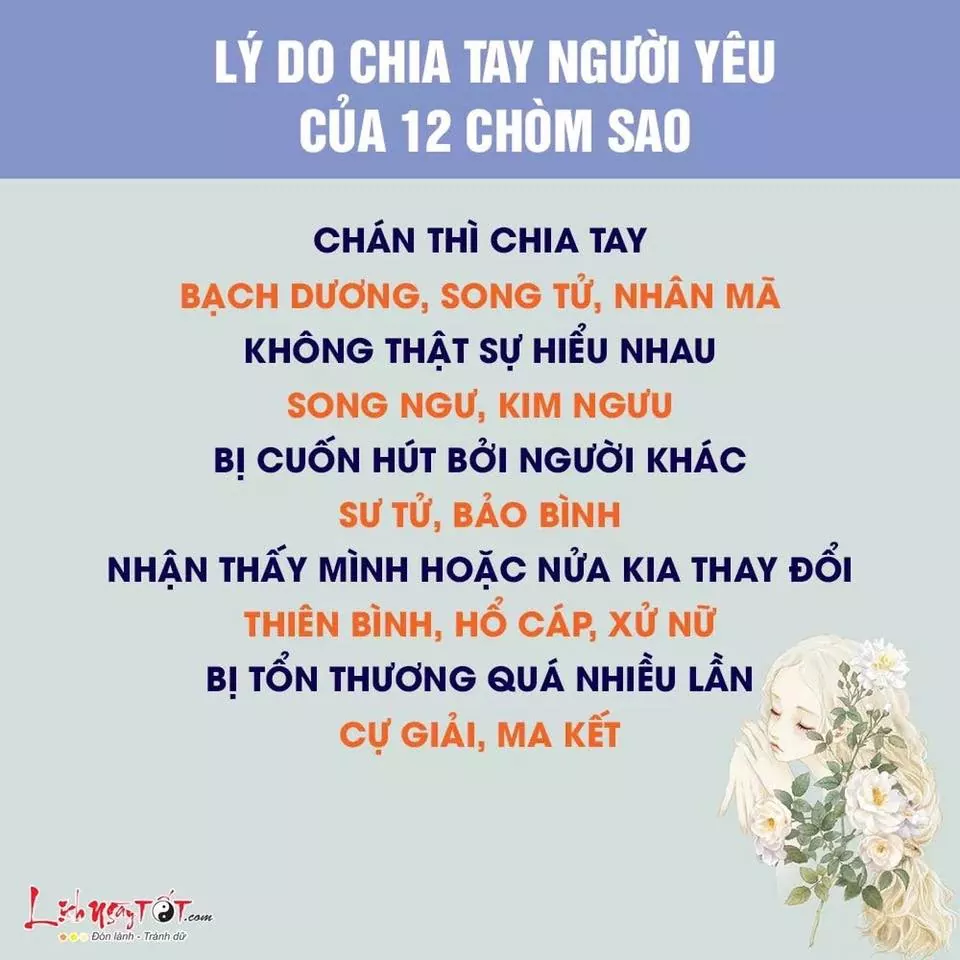 LÝ DO CHIA TAY NGƯỜI YÊU
CỦA 12 CHÒM SAO
CHÁN THÌ CHIA TAY
BẠCH DƯƠNG, SONG TỬ, NHÂN MÃ
KHÔNG THẬT SỰ HIỂU NHAU
SONG NGƯ, KIM NGƯU
BỊ CUỐN HÚT BỞI NGƯỜI KHÁC
SƯ TỬ, BẢO BÌNH
NHẬN THẤY MÌNH HOẶC NỬA KIA THAY ĐỔI
THIÊN BÌNH, HỔ CÁP, XỬ NỮ
BỊ TỔN THƯƠNG QUÁ NHIỀU LẦN
CỰ GIẢI, MA KẾT
LịchNgàyTỐT.com
Đón lành - Tránh dữ